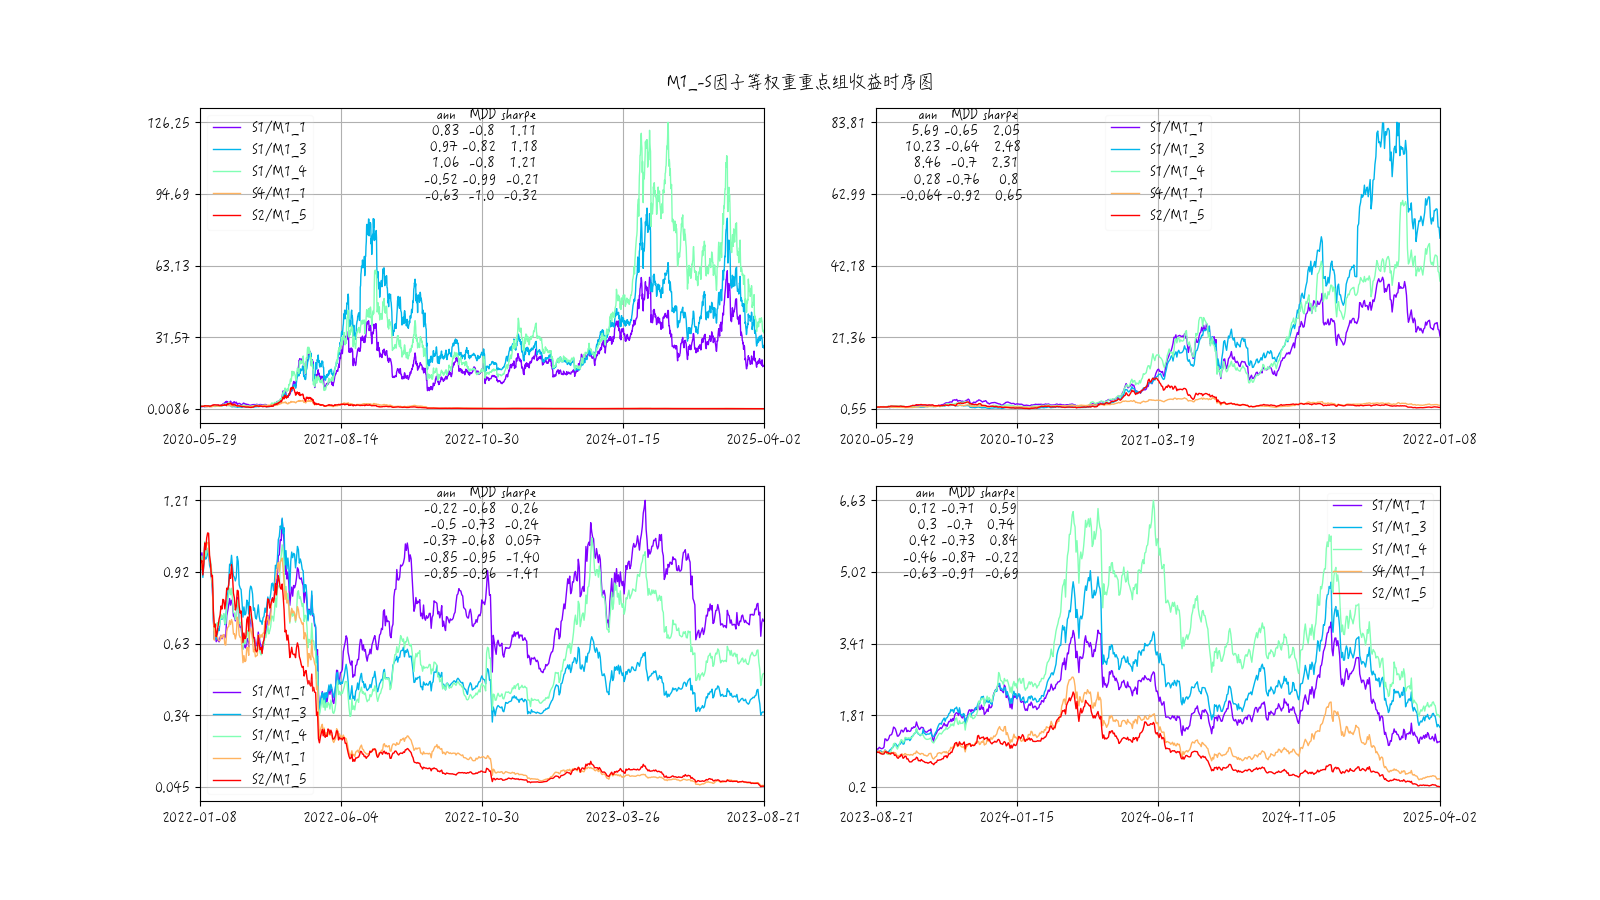 M1_-S因子等权重重点组收益时序图
126.25
94.69
63.13
31.57
0.0086
2020-05-29
2021-08-14
2022-10-30
2024-01-15
2025-04-02
S1/M1_1
S1/M1_3
S1/M1_4
S4/M1_1
S2/M1_5
ann MDD sharpe
0.83 -0.8 1.11
0.97 -0.82 1.18
1.06 -0.8 1.21
-0.52 -0.99 -0.21
-0.63 -1.0 -0.32
83.81
62.99
42.18
21.36
0.55
2020-05-29
2020-10-23
2021-03-19
2021-08-13
2022-01-08
ann MDD sharpe
5.69 -0.65 2.05
10.23 -0.64 2.48
8.46 -0.7 2.31
0.28 -0.76 0.8
-0.064 -0.92 0.65
S1/M1_1
S1/M1_3
S1/M1_4
S4/M1_1
S2/M1_5
1.21
0.92
0.63
0.34
0.045
2022-01-08
2022-06-04
2022-10-30
2023-03-26
2023-08-21
ann MDD sharpe
-0.22 -0.68 0.26
-0.5 -0.73 -0.24
-0.37 -0.68 0.057
-0.85 -0.95 -1.40
-0.85 -0.96 -1.41
S1/M1_1
S1/M1_3
S1/M1_4
S4/M1_1
S2/M1_5
6.63
5.02
3.41
1.81
0.2
2023-08-21
2024-01-15
2024-06-11
2024-11-05
2025-04-02
ann MDD sharpe
0.12 -0.71 0.59
0.3 -0.7 0.74
0.42 -0.73 0.84
-0.46 -0.87 -0.22
-0.63 -0.91 -0.69
S1/M1_1
S1/M1_3
S1/M1_4
S4/M1_1
S2/M1_5